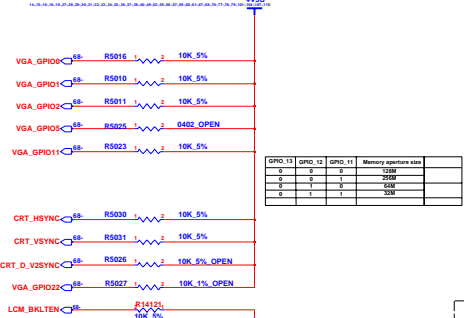 VGA_GPIO0 68- R5016 1 2 10K_5%
VGA_GPIO1 68- R5010 1 2 10K_5%
VGA_GPIO2 68- R5011 1 2 10K_5%
VGA_GPIO5 68- R5025 1 2 0402_OPEN
VGA_GPIO11 68- R5023 1 2 10K_5%
GPIO_13 GPIO_12 GPIO_11 Memory aperture size
0 0 0 128M
0 0 1 256M
0 1 0 64M
0 1 1 32M
CRT_HSYNC 68- R5030 1 2 10K_5%
CRT_VSYNC 68- R5031 1 2 10K_5%
CRT_D_V2SYNC 68- R5026 1 2 10K_5%_OPEN
VGA_GPIO22 68- R5027 1 2 10K_1%_OPEN
LCM_BKLTEN R14121 1 2
10K_5%